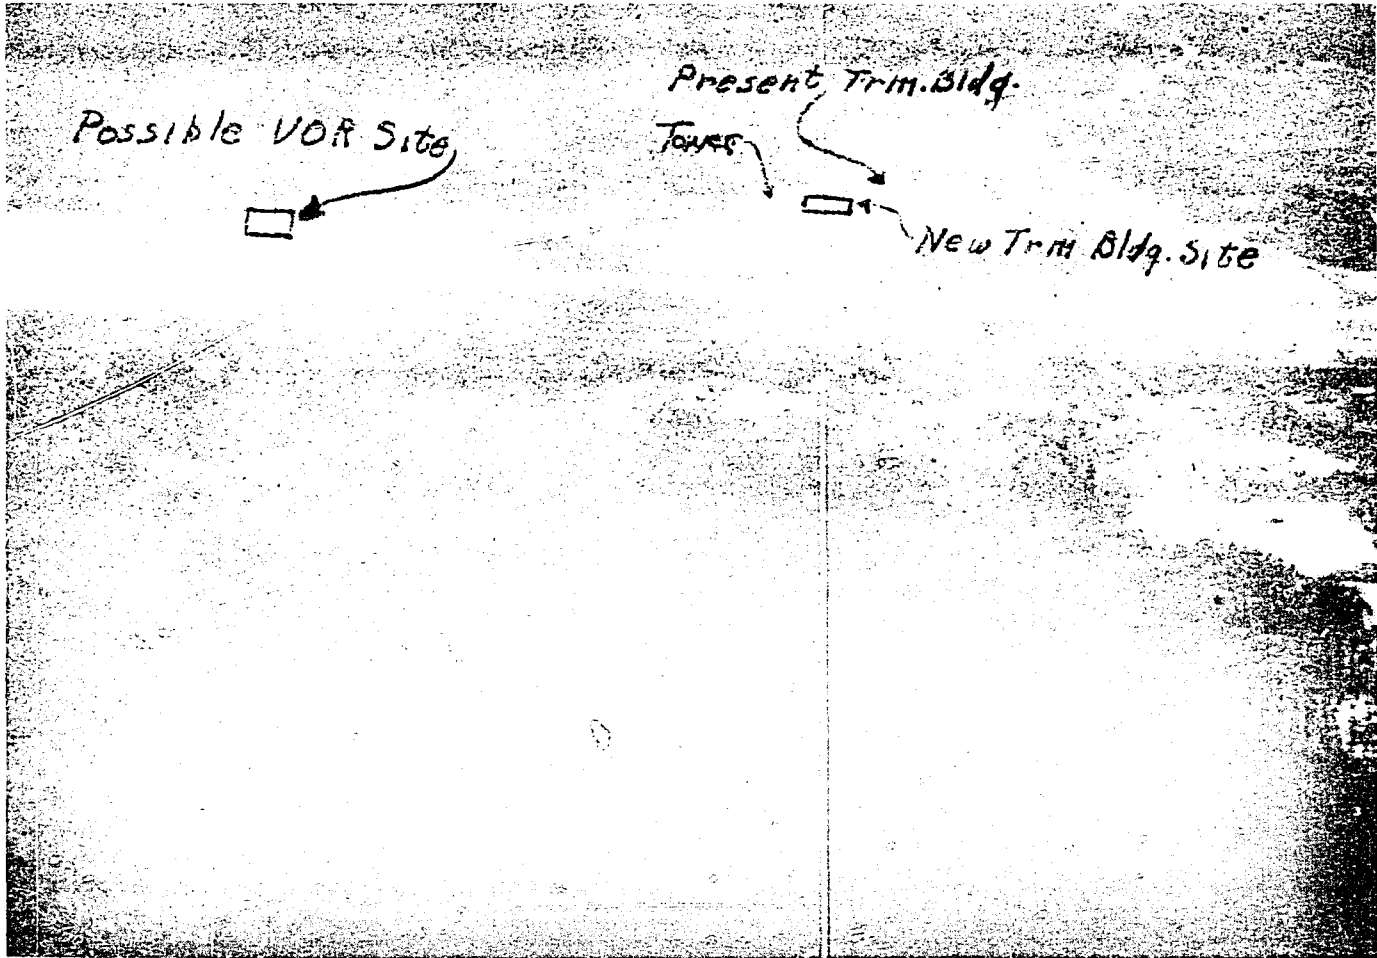 Present Trm. Bldg.
Possible VOR Site
Tower
New Trm Bldg. Site